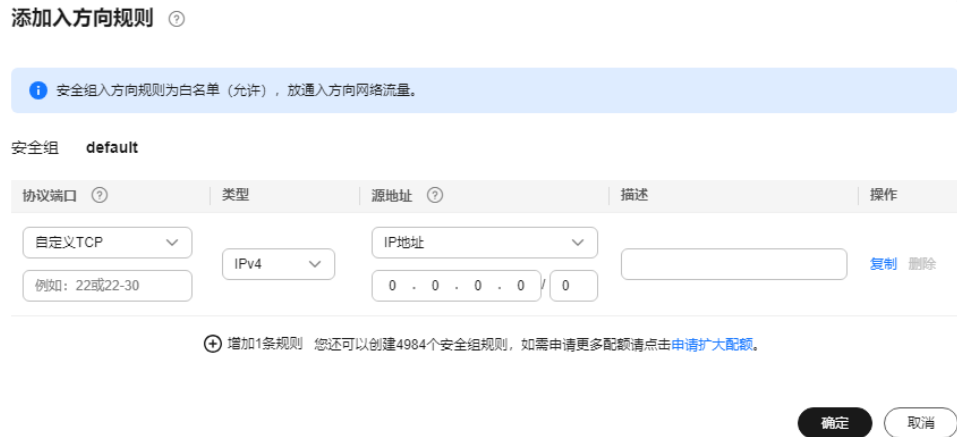 添加入方向规则 ?
i 安全组入方向规则为白名单（允许），放通入方向网络流量。
安全组 default
协议端口 ? 类型 源地址 ? 描述 操作
自定义TCP IP地址
IPv4 复制 删除
例如：22或22-30 0 . 0 . 0 . 0 / 0
增加1条规则 您还可以创建4984个安全组规则，如需申请更多配额请点击申请扩大配额。
确定 取消